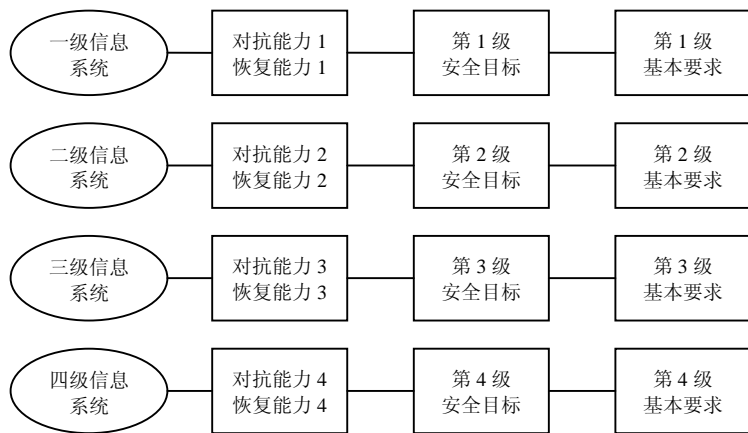 一级信息
系统
对抗能力 1
恢复能力 1
第 1 级
安全目标
第 1 级
基本要求
二级信息
系统
对抗能力 2
恢复能力 2
第 2 级
安全目标
第 2 级
基本要求
三级信息
系统
对抗能力 3
恢复能力 3
第 3 级
安全目标
第 3 级
基本要求
四级信息
系统
对抗能力 4
恢复能力 4
第 4 级
安全目标
第 4 级
基本要求